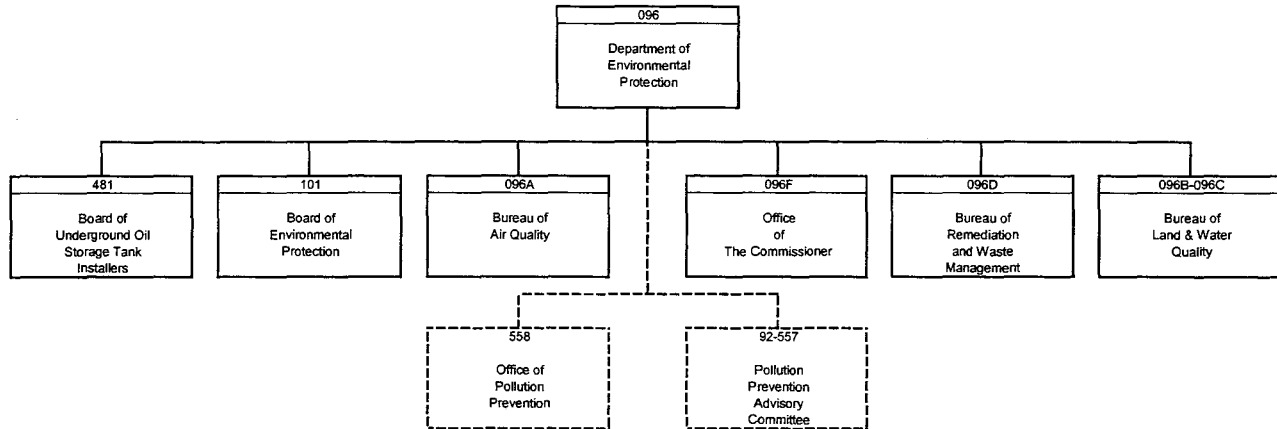 096
Department of
Environmental
Protection
481
Board of
Underground Oil
Storage Tank
Installers
101
Board of
Environmental
Protection
096A
Bureau of
Air Quality
096F
Office
of
The Commissioner
096D
Bureau of
Remediation
and Waste
Management
096B-096C
Bureau of
Land & Water
Quality
558
Office of
Pollution
Prevention
92-557
Pollution
Prevention
Advisory
Committee